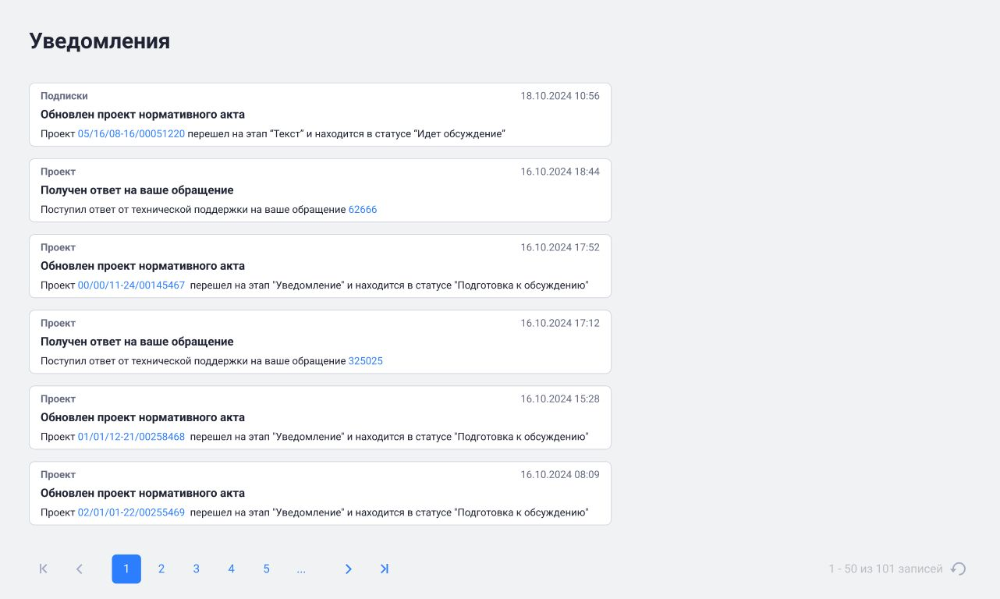 Уведомления
Подписки 18.10.2024 10:56
Обновлен проект нормативного акта
Проект 05/16/08-16/00051220 перешел на этап “Текст” и находится в статусе “Идет обсуждение”
Проект 16.10.2024 18:44
Получен ответ на ваше обращение
Поступил ответ от технической поддержки на ваше обращение 62666
Проект 16.10.2024 17:52
Обновлен проект нормативного акта
Проект 00/00/11-24/00145467 перешел на этап "Уведомление" и находится в статусе "Подготовка к обсуждению"
Проект 16.10.2024 17:12
Получен ответ на ваше обращение
Поступил ответ от технической поддержки на ваше обращение 325025
Проект 16.10.2024 15:28
Обновлен проект нормативного акта
Проект 01/01/12-21/00258468 перешел на этап "Уведомление" и находится в статусе "Подготовка к обсуждению"
Проект 16.10.2024 08:09
Обновлен проект нормативного акта
Проект 02/01/01-22/00255469 перешел на этап "Уведомление" и находится в статусе "Подготовка к обсуждению"
1 2 3 4 5 ... 1 - 50 из 101 записей